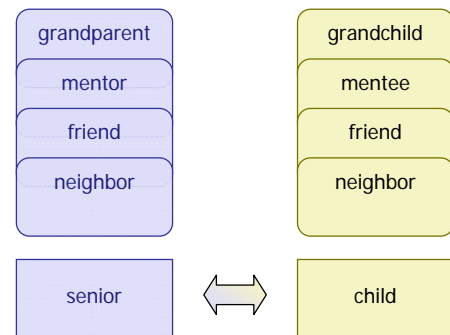 grandparent
mentor
friend
neighbor
senior
grandchild
mentee
friend
neighbor
child